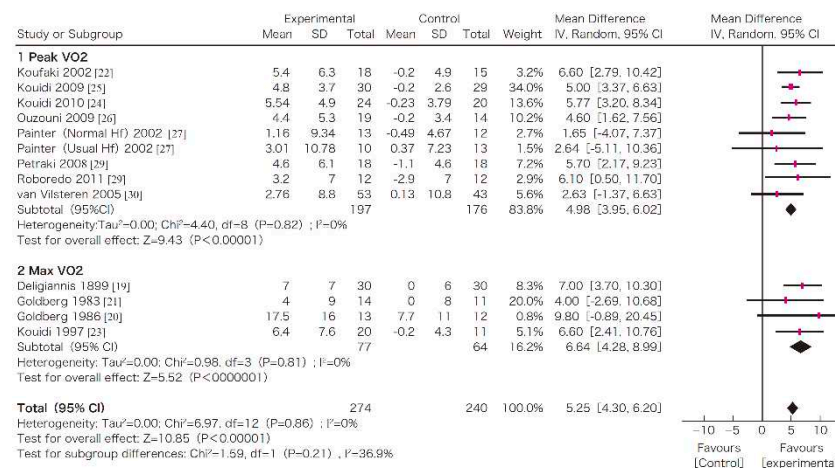 Experimental Control Mean Difference Mean Difference
Study or Subgroup Mean SD Total Mean SD Total Weight IV, Random, 95% CI IV, Random, 95% CI
1 Peak VO2
Koufaki 2002 [22] 5.4 6.3 18 -0.2 4.9 15 3.2% 6.60 [2.79, 10.42]
Kouidi 2009 [25] 4.8 3.7 30 -0.2 2.6 29 34.0% 5.00 [3.37, 6.63]
Kouidi 2010 [24] 5.54 4.9 24 -0.23 3.79 20 13.6% 5.77 [3.20, 8.34]
Ouzouni 2009 [26] 4.4 5.3 19 -0.2 3.4 14 10.2% 4.60 [1.62, 7.56]
Painter (Normal Hf) 2002 [27] 1.16 9.34 13 -0.49 4.67 12 2.8% 1.65 [-4.07, 7.37]
Painter (Usual Hf) 2002 [27] 3.01 10.78 10 0.37 7.23 13 1.5% 2.64 [-5.11, 10.36]
Petraki 2008 [29] 4.6 6.1 18 -1.1 4.6 18 7.3% 5.70 [2.17, 9.23]
Roboredo 2011 [29] 3.2 7 12 -2.9 7 12 2.9% 6.10 [0.50, 11.70]
van Vilsteren 2005 [30] 2.76 8.8 53 0.13 10.8 43 5.7% 2.63 [-1.37, 6.63]
Subtotal (95%CI) 197 176 83.8% 4.98 [3.95, 6.02]
Heterogeneity:Tau²=0.00; Chi²=4.40, df=8 (P=0.82) ; I²=0%
Test for overall effect: Z=9.43 (P<0.00001)
2 Max VO2
Deligiannis 1899 [19] 7 7 30 0 6 30 8.3% 7.00 [3.70, 10.30]
Goldberg 1983 [21] 4 9 14 0 8 11 20.0% 4.00 [-2.69, 10.68]
Goldberg 1986 [20] 17.5 16 13 7.7 11 12 0.8% 9.80 [-0.89, 20.45]
Kouidi 1997 [23] 6.4 7.6 20 -0.2 4.3 11 5.1% 6.60 [2.41, 10.76]
Subtotal (95% CI) 77 64 16.2% 6.64 [4.28, 8.99]
Heterogeneity: Tau²=0.00; Chi²=0.98. df=3 (P=0.81) ; I²=0%
Test for overall effect: Z=5.52 (P<0000001)
Total (95% CI) 274 240 100.0% 5.25 [4.30, 6.20]
Heterogeneity: Tau²=0.00; Chi²=6.97. df=12 (P=0.86) ; I²=0%
Test for overall effect: Z=10.85 (P<0.00001)
Test for subgroup differences: Chi²=1.59, df=1 (P=0.21) , I²=36.9%
-10 -5 0 5 10
Favours Favours
[Control] [experimenta